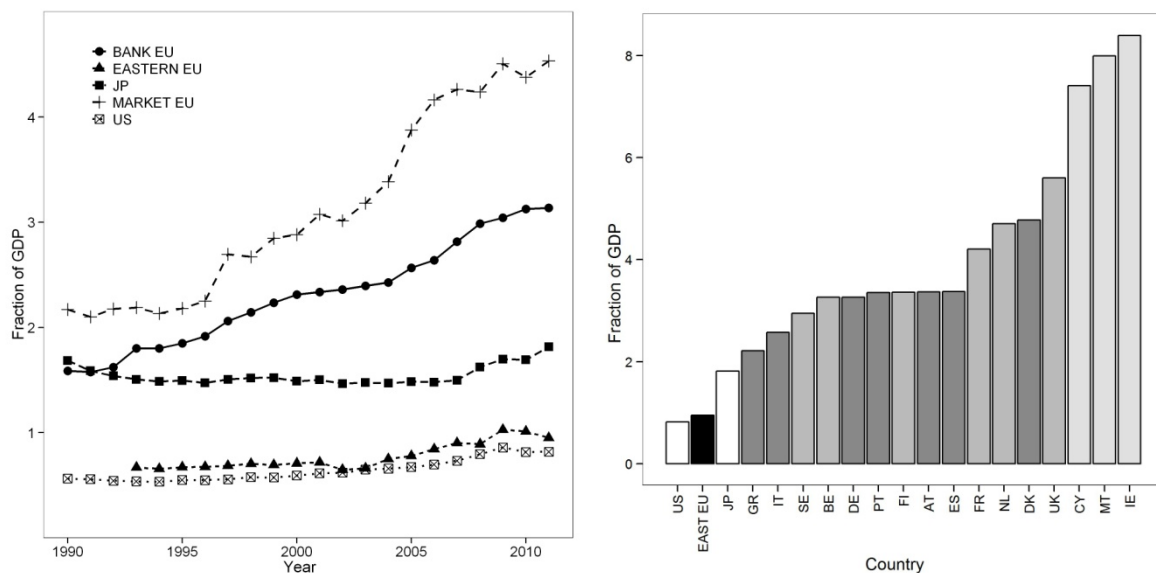 BANK EU
EASTERN EU
JP
MARKET EU
US
4
3
2
1
Fraction of GDP
1990 1995 2000 2005 2010
Year
8
6
4
2
0
Fraction of GDP
US EAST EU JP GR IT SE BE DE PT FI AT ES FR NL DK UK CY MT IE
Country